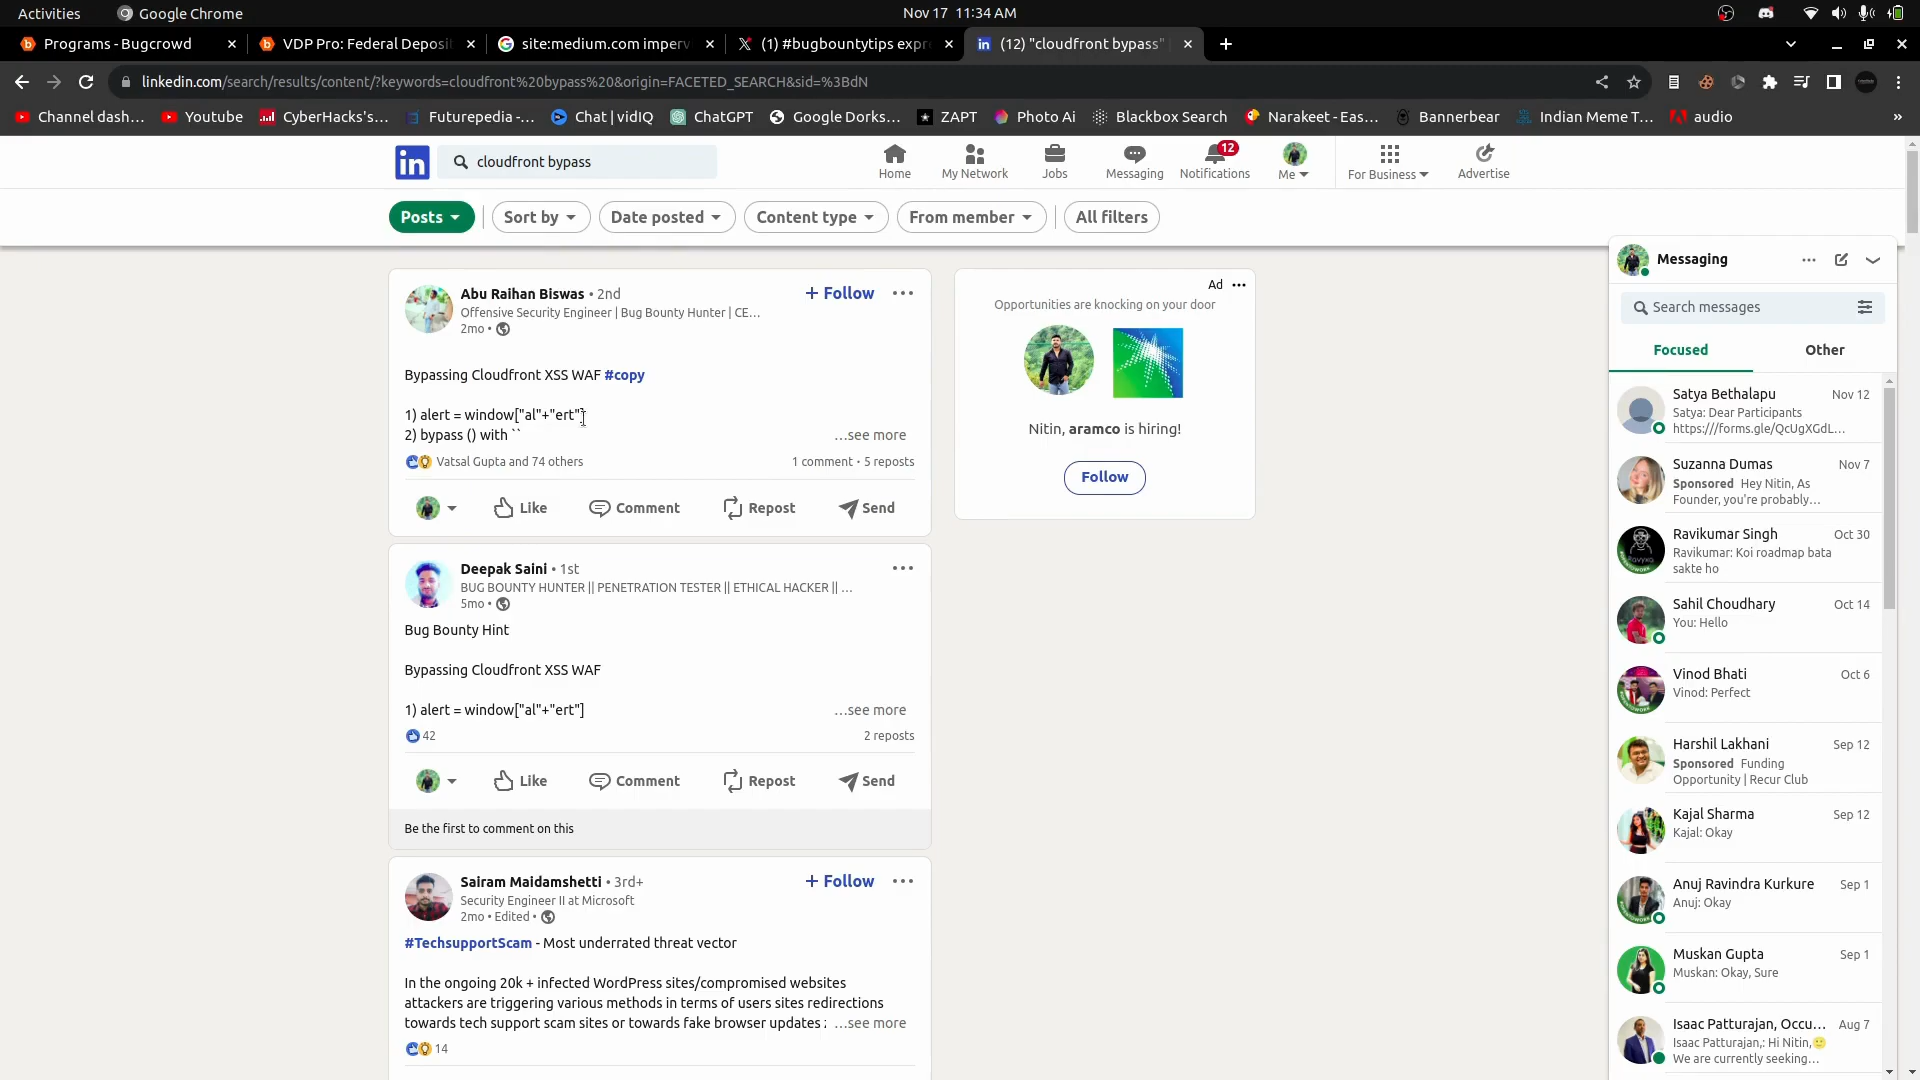 Activities
Google Chrome
Nov 17 11:34 AM
Programs - Bugcrowd
VDP Pro: Federal Deposit
site:medium.com imperv
(1) #bugbountytips expr
(12) "cloudfront bypass"
linkedin.com/search/results/content/?keywords=cloudfront%20bypass%20&origin=FACETED_SEARCH&sid=%3BdN
Channel dash...
Youtube
CyberHacks's...
Futurepedia -...
Chat | vidIQ
ChatGPT
Google Dorks...
ZAPT
Photo Ai
Blackbox Search
Narakeet - Eas...
Bannerbear
Indian Meme T...
audio
»
in
cloudfront bypass
Home
My Network
Jobs
Messaging
12
Notifications
Me
For Business
Advertise
Posts
Sort by
Date posted
Content type
From member
All filters
Abu Raihan Biswas • 2nd
+ Follow
Offensive Security Engineer | Bug Bounty Hunter | CE...
2mo •
Bypassing Cloudfront XSS WAF #copy
1) alert = window["al"+"ert"]
2) bypass () with ``
...see more
Vatsal Gupta and 74 others
1 comment • 5 reposts
Like
Comment
Repost
Send
Deepak Saini • 1st
BUG BOUNTY HUNTER || PENETRATION TESTER || ETHICAL HACKER || ...
5mo •
Bug Bounty Hint
Bypassing Cloudfront XSS WAF
1) alert = window["al"+"ert"]
...see more
42
2 reposts
Like
Comment
Repost
Send
Be the first to comment on this
Sairam Maidamshetti • 3rd+
+ Follow
Security Engineer II at Microsoft
2mo • Edited •
#TechsupportScam - Most underrated threat vector
In the ongoing 20k + infected WordPress sites/compromised websites
attackers are triggering various methods in terms of users sites redirections
towards tech support scam sites or towards fake browser updates :
...see more
14
Ad
Opportunities are knocking on your door
Nitin, aramco is hiring!
Follow
Messaging
Search messages
Focused
Other
Satya Bethalapu
Nov 12
Satya: Dear Participants
https:///forms.gle/QcUgXGdL...
Suzanna Dumas
Nov 7
Sponsored Hey Nitin, As
Founder, you're probably...
Ravikumar Singh
Oct 30
Ravikumar: Koi roadmap bata
sakte ho
Sahil Choudhary
Oct 14
You: Hello
Vinod Bhati
Oct 6
Vinod: Perfect
Harshil Lakhani
Sep 12
Sponsored Funding
Opportunity | Recur Club
Kajal Sharma
Sep 12
Kajal: Okay
Anuj Ravindra Kurkure
Sep 1
Anuj: Okay
Muskan Gupta
Sep 1
Muskan: Okay, Sure
Isaac Patturajan, Occu...
Aug 7
Isaac Patturajan,: Hi Nitin,🙂
We are currently seeking...